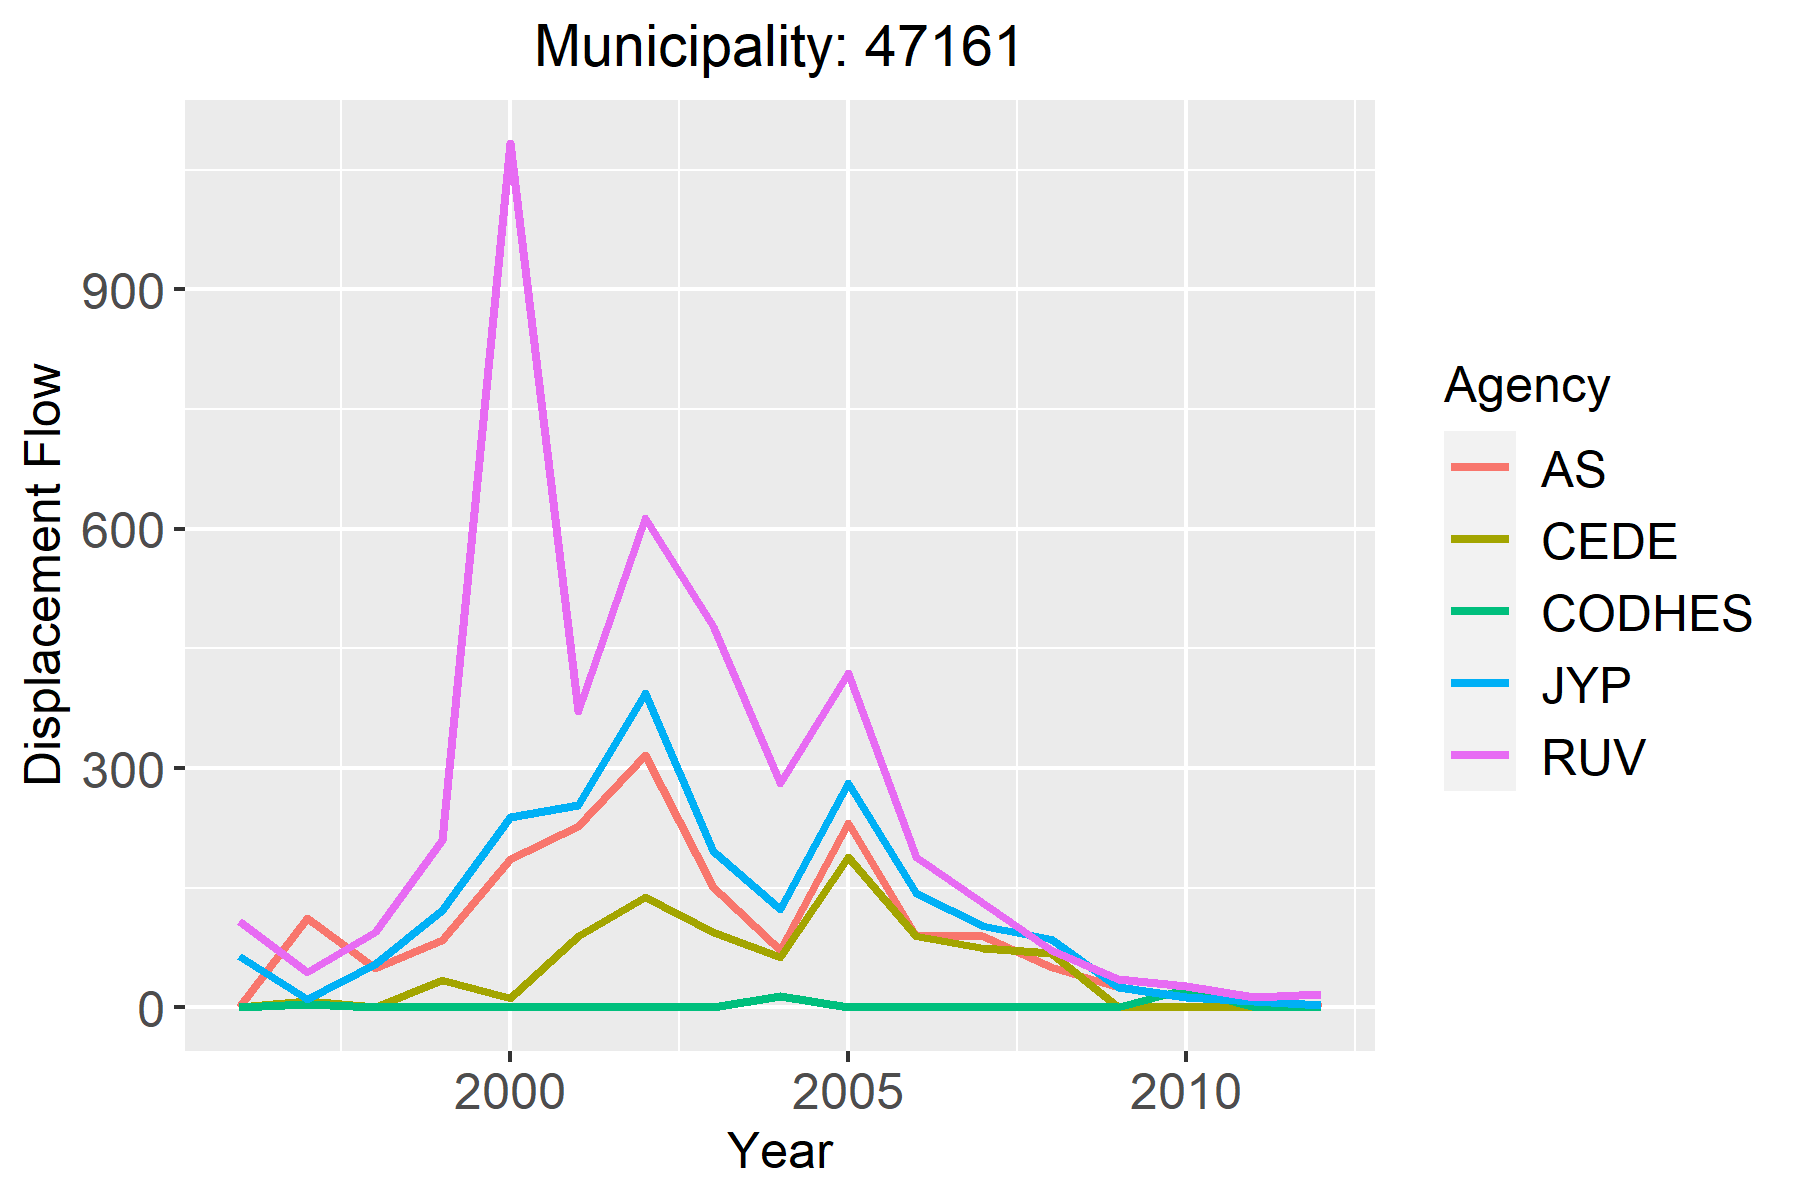 Municipality: 47161
Displacement Flow
900
600
300
0
2000 2005 2010
Year
Agency
AS
CEDE
CODHES
JYP
RUV